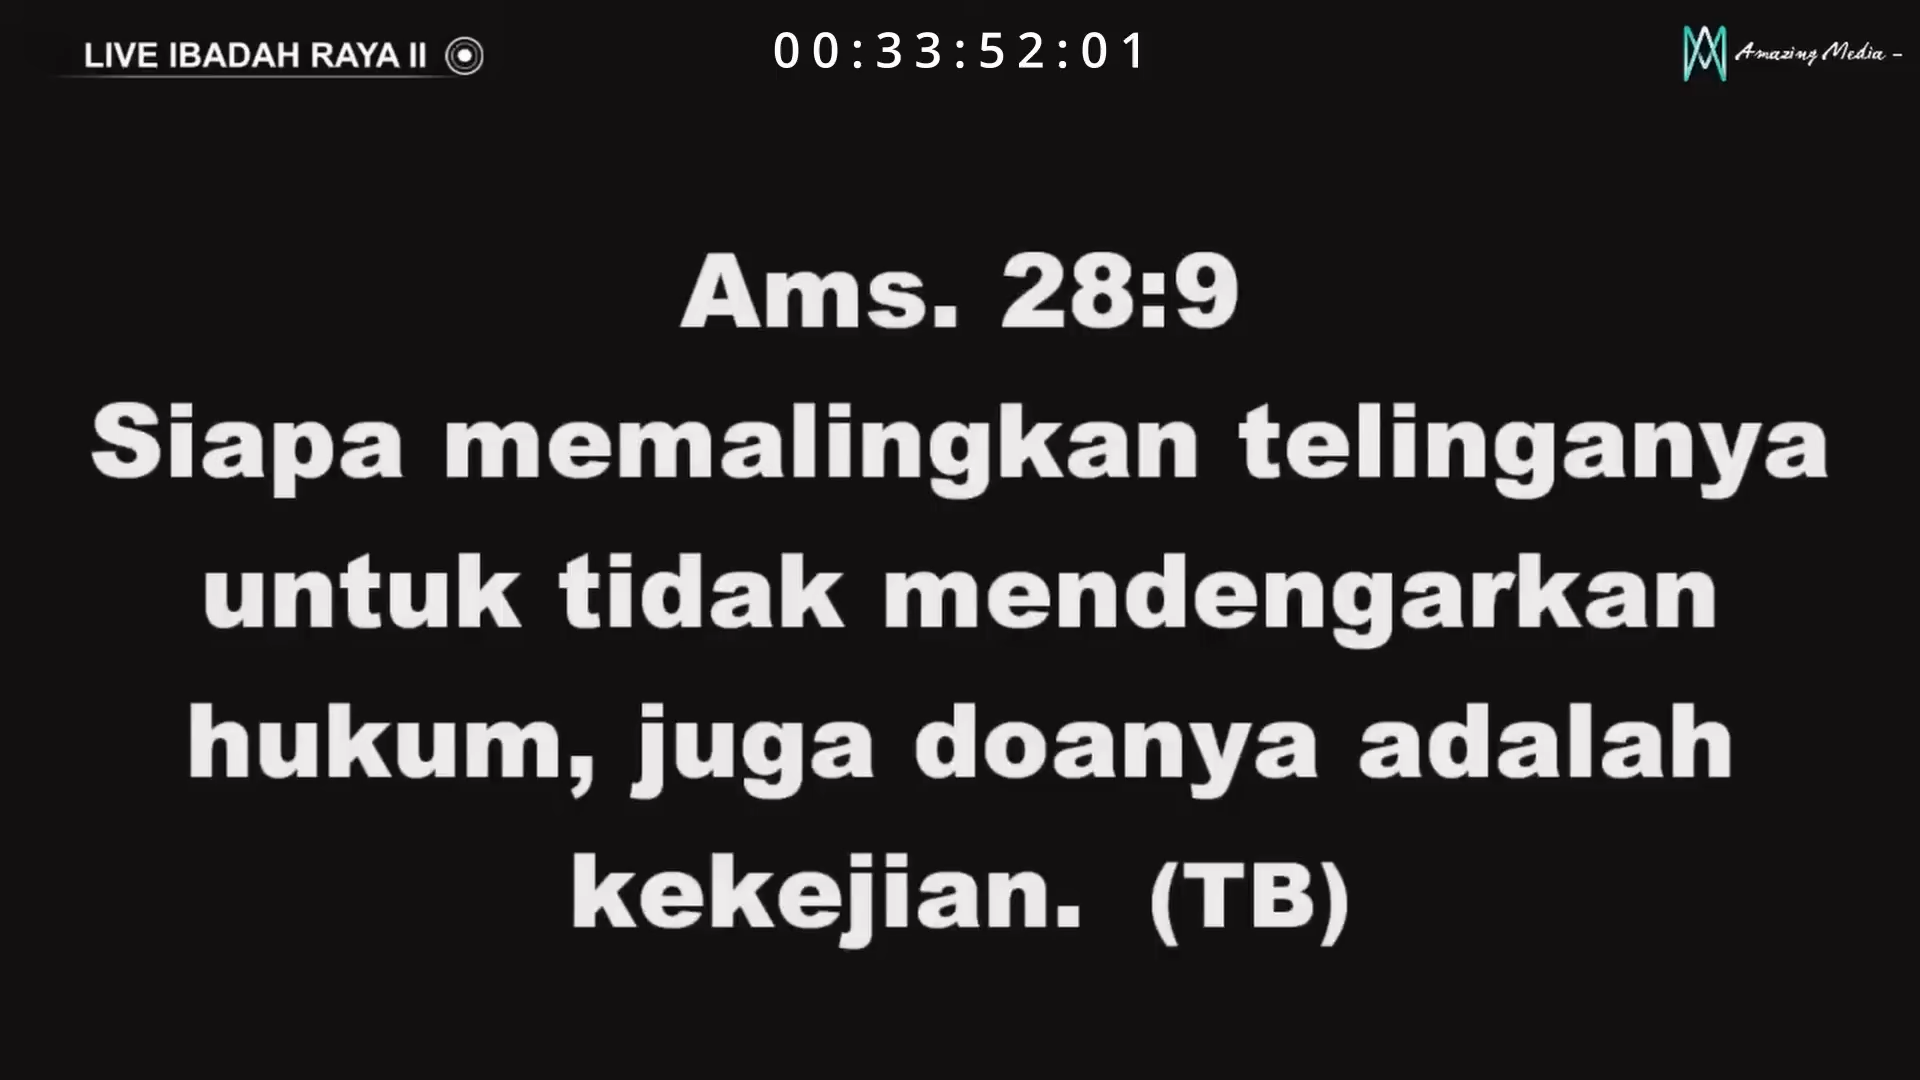 LIVE IBADAH RAYA II
00:33:52:01
Amazing Media -
Ams. 28:9
Siapa memalingkan telinganya
untuk tidak mendengarkan
hukum, juga doanya adalah
kekejian. (TB)